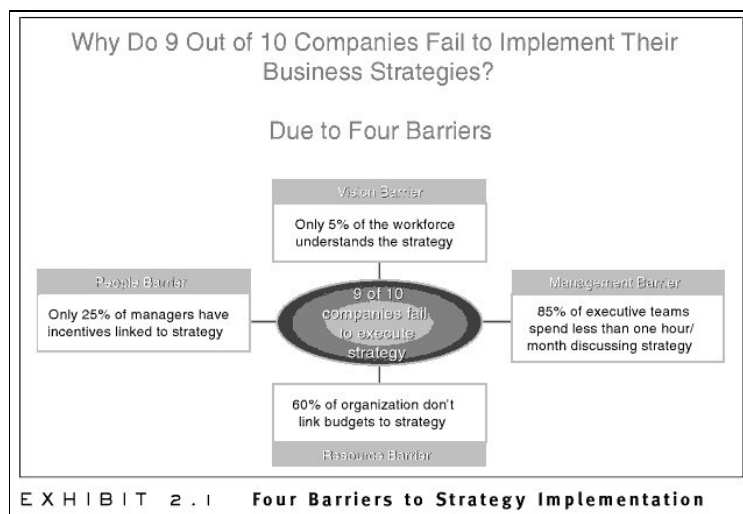 Why Do 9 Out of 10 Companies Fail to Implement Their
Business Strategies?
Due to Four Barriers
Vision Barrier
Only 5% of the workforce
understands the strategy
People Barrier
Only 25% of managers have
incentives linked to strategy
9 of 10
companies fail
to execute
strategy
Management Barrier
85% of executive teams
spend less than one hour/
month discussing strategy
60% of organization don't
link budgets to strategy
Resource Barrier
EXHIBIT 2.1 Four Barriers to Strategy Implementation